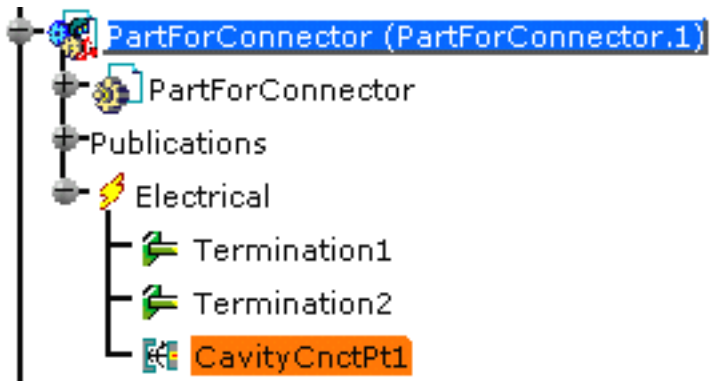 PartForConnector (PartForConnector.1)
PartForConnector
Publications
Electrical
Termination1
Termination2
CavityCnctPt1